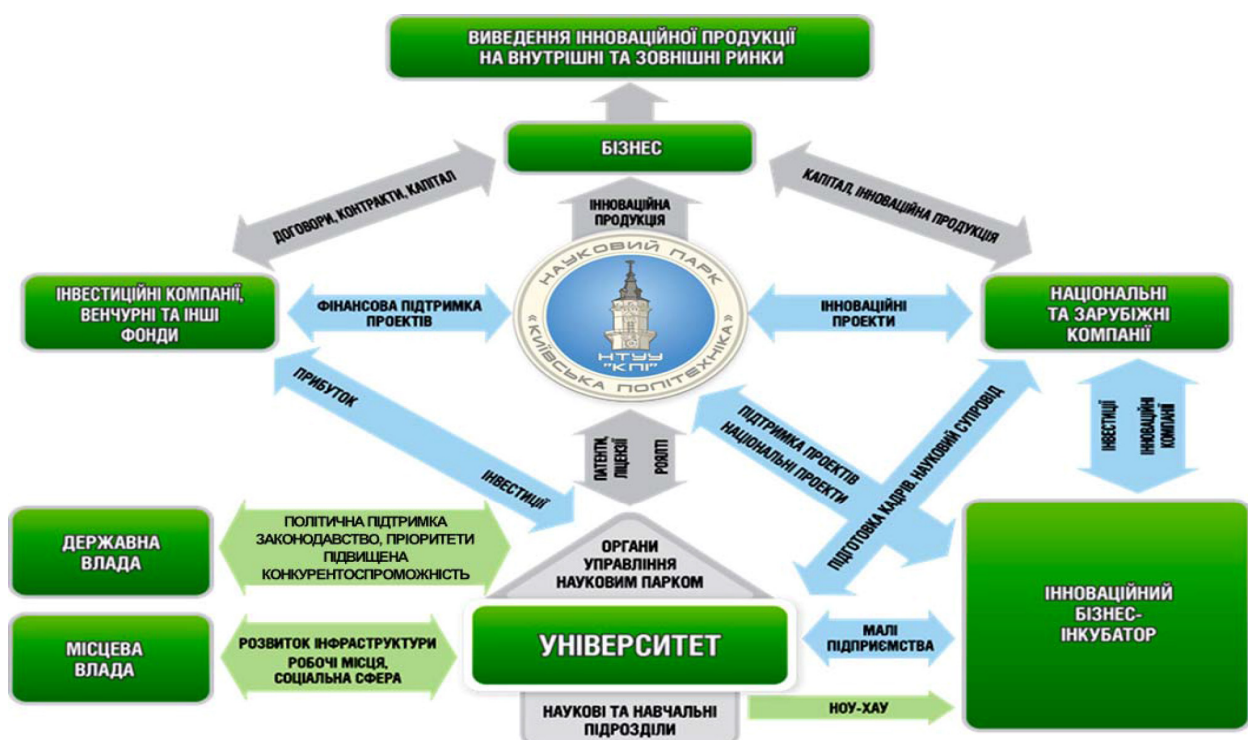 ВИВЕДЕННЯ ІННОВАЦІЙНОЇ ПРОДУКЦІЇ
НА ВНУТРІШНІ ТА ЗОВНІШНІ РИНКИ
БІЗНЕС
ДОГОВОРИ, КОНТРАКТИ, КАПІТАЛ
ІННОВАЦІЙНА
ПРОДУКЦІЯ
КАПІТАЛ, ІННОВАЦІЙНА ПРОДУКЦІЯ
ІНВЕСТИЦІЙНІ КОМПАНІЇ,
ВЕНЧУРНІ ТА ІНШІ
ФОНДИ
ФІНАНСОВА ПІДТРИМКА
ПРОЕКТІВ
НАУКОВИЙ ПАРК
НТУУ
"КПІ"
«КИЇВСЬКА ПОЛІТЕХНІКА»
ІННОВАЦІЙНІ
ПРОЕКТИ
НАЦІОНАЛЬНІ
ТА ЗАРУБІЖНІ
КОМПАНІЇ
ПРИБУТОК
ІНВЕСТИЦІЇ
ПАТЕНТИ,
ЛІЦЕНЗІЇ
РОЯЛТІ
ПІДТРИМКА ПРОЕКТІВ
НАЦІОНАЛЬНІ ПРОЕКТИ
ПІДГОТОВКА КАДРІВ. НАУКОВИЙ СУПРОВІД
ІНВЕСТИЦІЇ
ІННОВАЦІЙНІ
КОМПАНІЇ
ДЕРЖАВНА
ВЛАДА
ПОЛІТИЧНА ПІДТРИМКА
ЗАКОНОДАВСТВО, ПРІОРИТЕТИ
ПІДВИЩЕНА
КОНКУРЕНТОСПРОМОЖНІСТЬ
ОРГАНИ
УПРАВЛІННЯ
НАУКОВИМ ПАРКОМ
МІСЦЕВА
ВЛАДА
РОЗВИТОК ІНФРАСТРУКТУРИ
РОБОЧІ МІСЦЯ,
СОЦІАЛЬНА СФЕРА
УНІВЕРСИТЕТ
МАЛІ
ПІДПРИЄМСТВА
ІННОВАЦІЙНИЙ
БІЗНЕС-
ІНКУБАТОР
НАУКОВІ ТА НАВЧАЛЬНІ
ПІДРОЗДІЛИ
НОУ-ХАУ